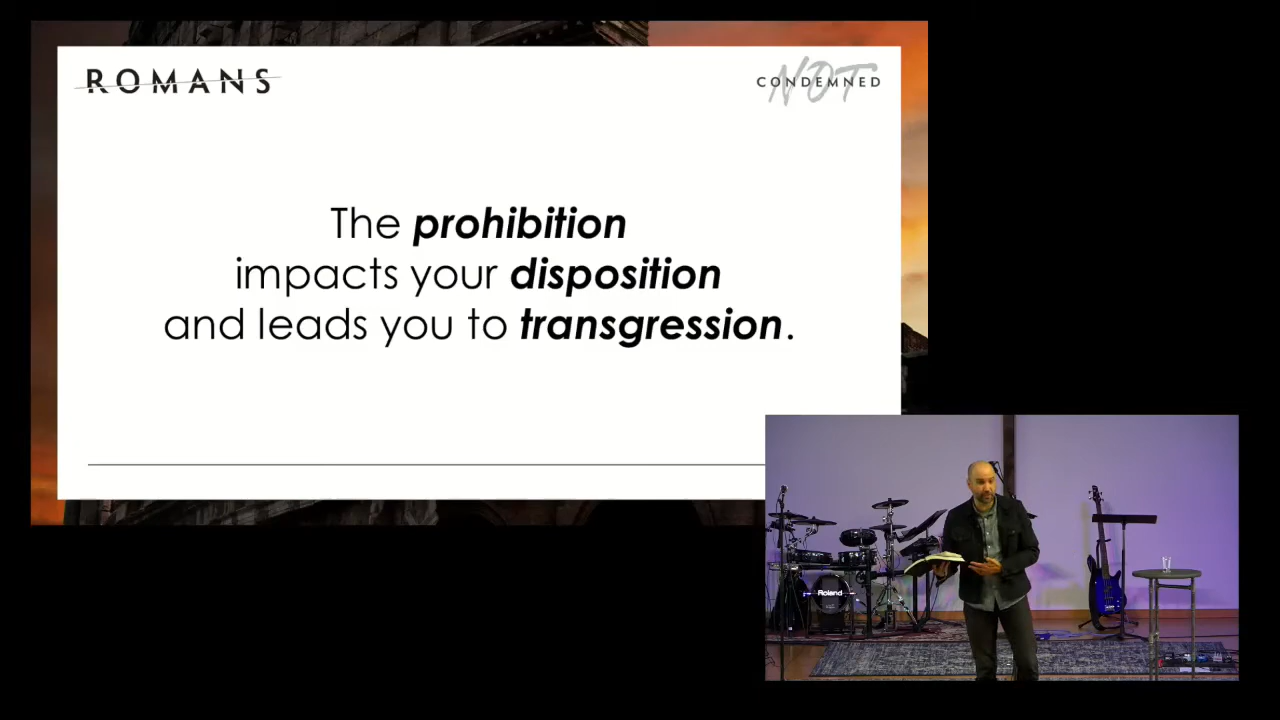 ROMANS
NOT
CONDEMNED
The prohibition
impacts your disposition
and leads you to transgression.
Roland